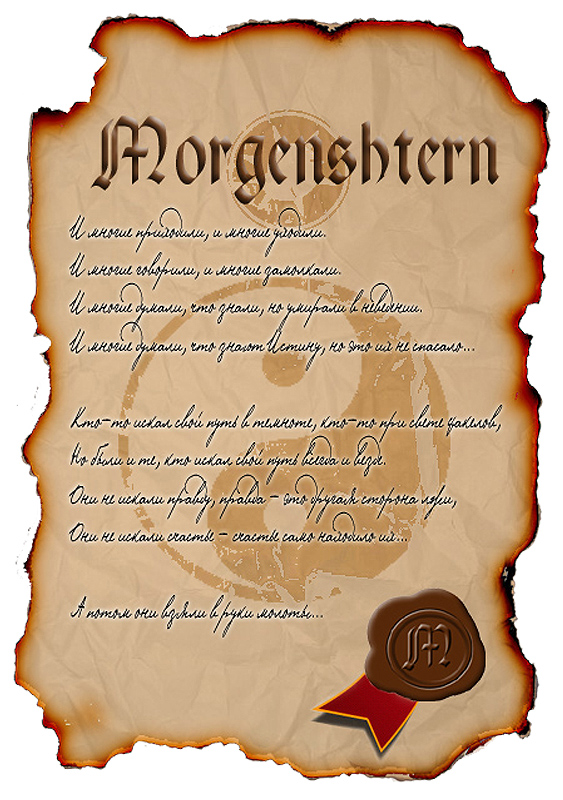 Morgenshtern
И многие приходили, и многие уходили.
И многие говорили, и многие замолкали.
И многие думали, что знали, но умирали в неведении.
И многие думали, что знают Истину, но это их не спасало...
Кто-то искал свой путь в темноте, кто-то при свете факелов,
Но были и те, кто искал свой путь всегда и везде.
Они не искали правду, правда - это другая сторона лжи,
Они не искали счастье - счастье само находило их...
А потом они взяли в руки молоты...
M